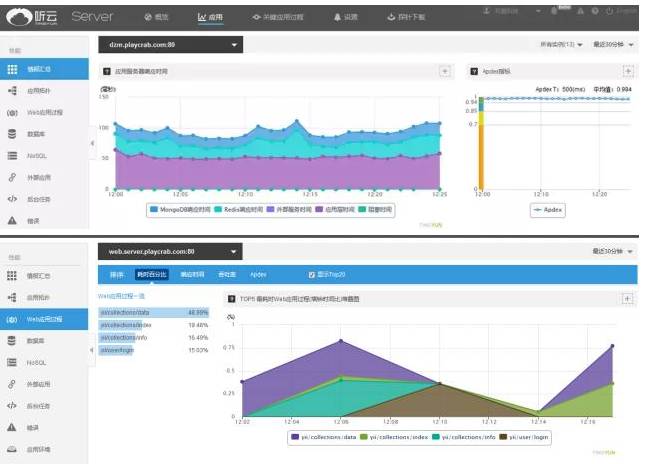 听云 Server
概览
应用
关键应用过程
设置
探针下载
性能
dzm.playcrab.com:80
所有实例(13)
最近30分钟
情报汇总
应用拓扑
Web应用过程
数据库
NoSQL
外部应用
后台任务
错误
应用服务器响应时间
(毫秒)
150
100
50
0
12:00 12:05 12:10 12:15 12:20 12:25
MongoDB响应时间 Redis响应时间 外部服务时间 应用层时间 阻塞时间
Apdex指标
Apdex T: 500(ms) 平均值: 0.994
1
0.94
0.85
0.7
12:00 12:10 12:20
Apdex
性能
web.server.playcrab.com:80
最近30分钟
情报汇总
应用拓扑
Web应用过程
数据库
NoSQL
外部应用
后台任务
错误
应用环境
排序: 耗时百分比 响应时间 吞吐量 Apdex 显示Top20
Web应用过程一览
yii/collections/data 48.99%
yii/collections/index 19.48%
yii/collections/info 16.49%
yii/user/login 15.03%
TOP5 最耗时Web应用过程
(%)
1
0.75
0.5
0.25
0
12:02 12:04 12:06 12:08 12:10 12:12 12:14 12:16
yii/collections/data yii/collections/index yii/collections/info yii/user/login